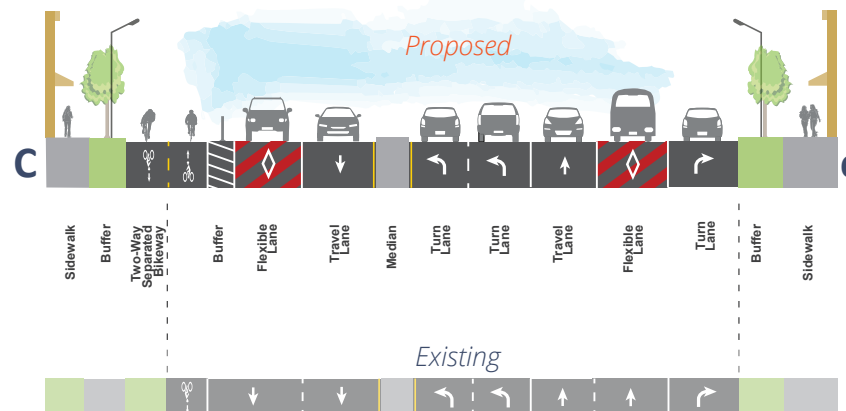 Proposed
C
Sidewalk
Buffer
Two-Way
Separated
Bikeway
Buffer
Flexible
Lane
Travel
Lane
Median
Turn
Lane
Turn
Lane
Travel
Lane
Flexible
Lane
Turn
Lane
Buffer
Sidewalk
Existing